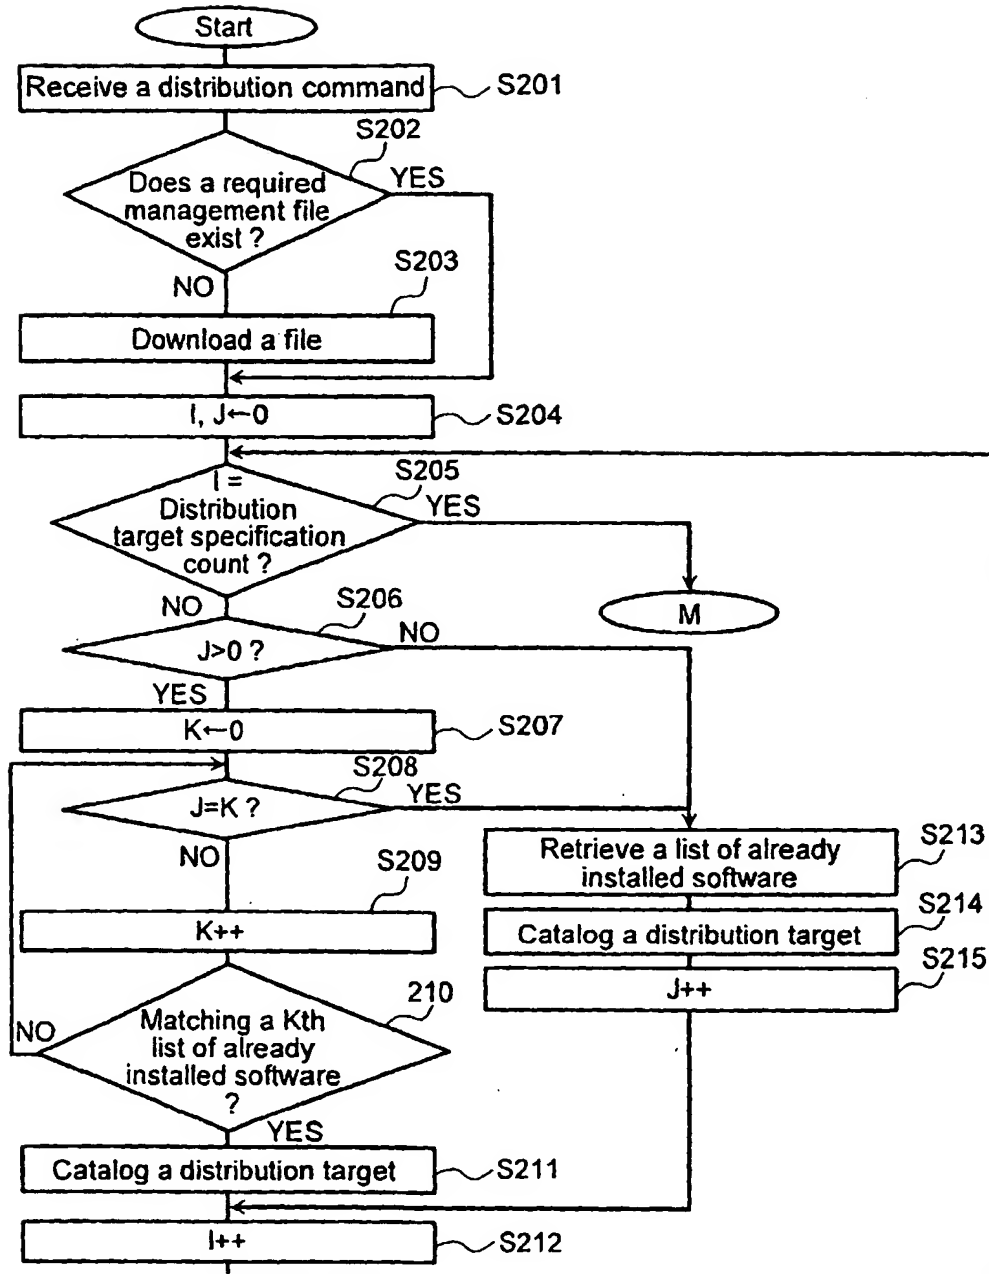 Start
Receive a distribution command
S201
S202
Does a required
management file
exist ?
YES
NO
S203
Download a file
I, J←0
S204
S205
I =
Distribution
target specification
count ?
YES
M
NO
S206
J>0 ?
NO
YES
K←0
S207
S208
J=K ?
YES
NO
S209
K++
Retrieve a list of already
installed software
S213
Catalog a distribution target
S214
J++
S215
210
Matching a Kth
list of already
installed software
?
NO
YES
Catalog a distribution target
S211
I++
S212